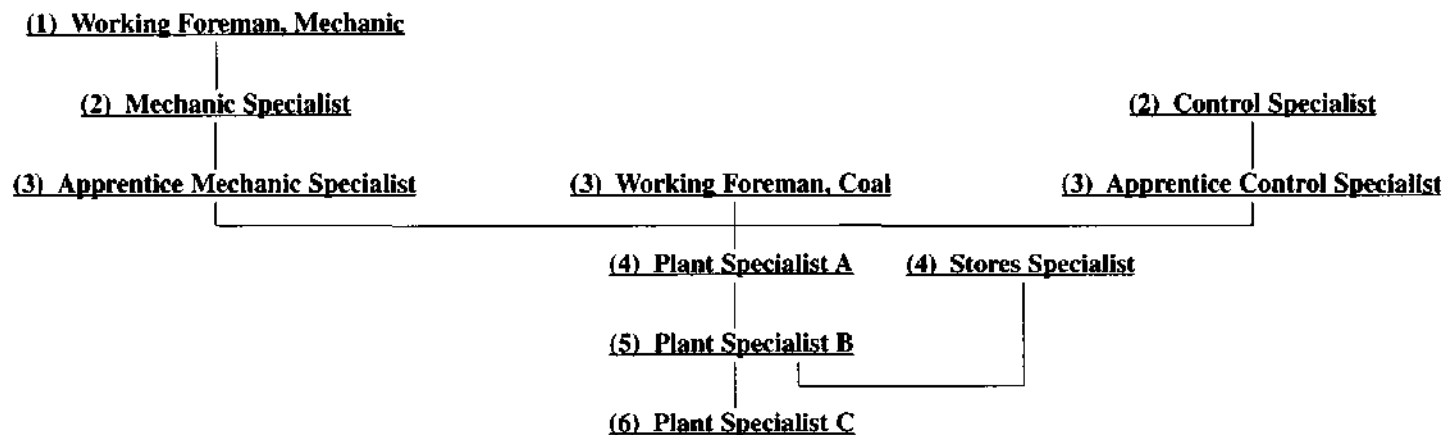 (1) Working Foreman, Mechanic
(2) Mechanic Specialist
(2) Control Specialist
(3) Apprentice Mechanic Specialist
(3) Working Foreman, Coal
(3) Apprentice Control Specialist
(4) Plant Specialist A
(4) Stores Specialist
(5) Plant Specialist B
(6) Plant Specialist C